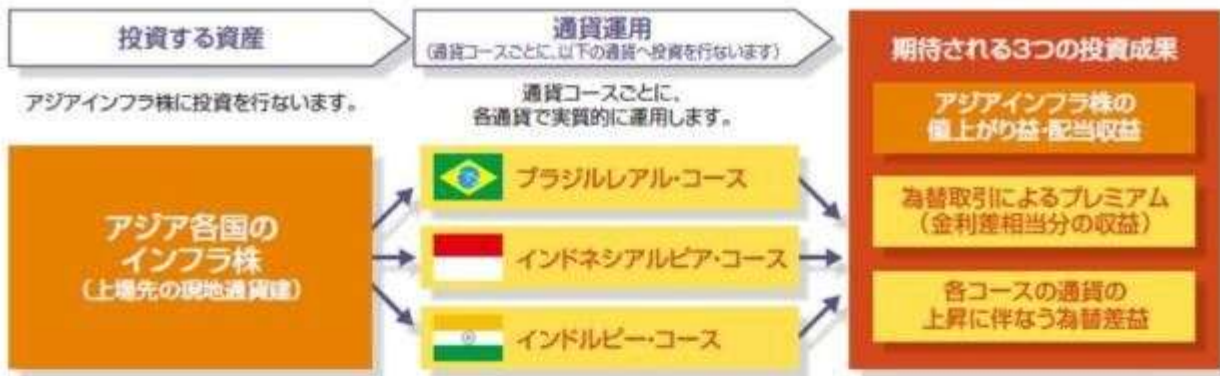 投資する資産
アジアインフラ株に投資を行ないます。
アジア各国の
インフラ株
(上場先の現地通貨建)
通貨運用
(通貨コースごとに、以下の通貨へ投資を行ないます)
通貨コースごとに、
各通貨で実質的に運用します。
ブラジルレアル・コース
インドネシアルピア・コース
インドルピー・コース
期待される3つの投資成果
アジアインフラ株の
値上がり益・配当収益
為替取引によるプレミアム
(金利差相当分の収益)
各コースの通貨の
上昇に伴なう為替差益